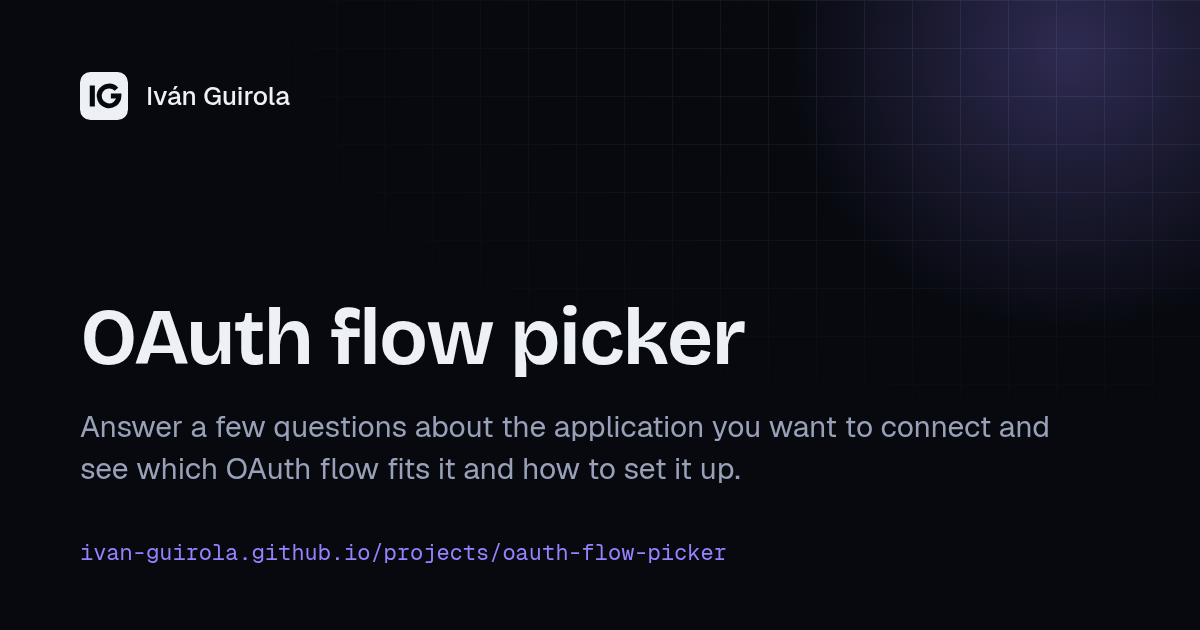 IG
Iván Guirola
OAuth flow picker
Answer a few questions about the application you want to connect and
see which OAuth flow fits it and how to set it up.
ivan-guirola.github.io/projects/oauth-flow-picker